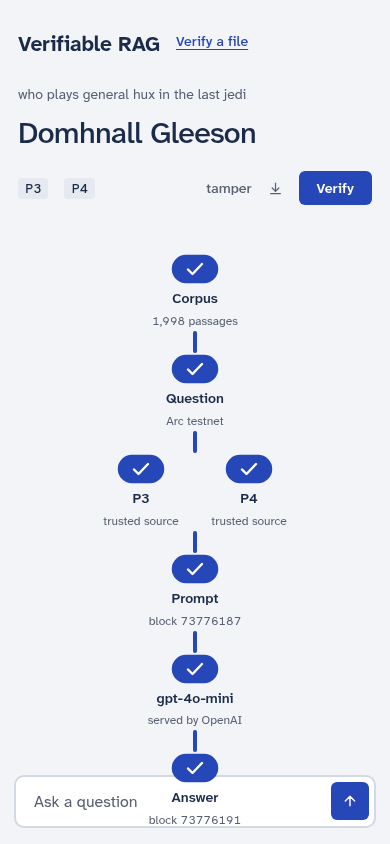 Verifiable RAG Verify a file
who plays general hux in the last jedi
Domhnall Gleeson
P3 P4 tamper Verify
Corpus
1,998 passages
Question
Arc testnet
P3 P4
trusted source trusted source
Prompt
block 73776187
gpt-4o-mini
served by OpenAI
Answer
Ask a question
block 73776191